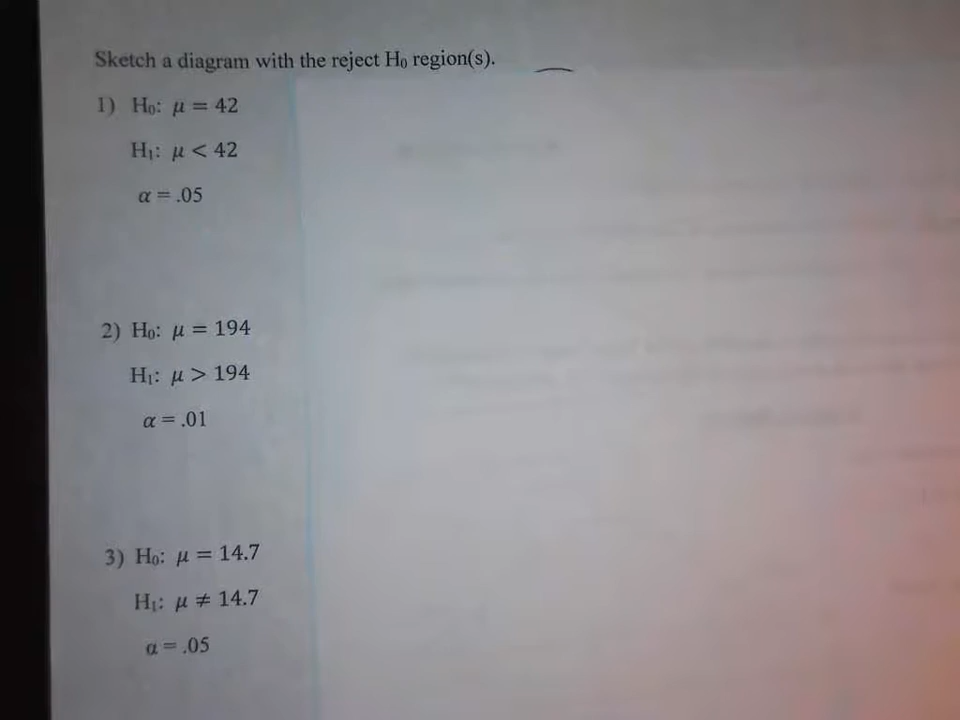 Sketch a diagram with the reject H₀ region(s).
1) H₀: μ = 42
H₁: μ < 42
α = .05
2) H₀: μ = 194
H₁: μ > 194
α = .01
3) H₀: μ = 14.7
H₁: μ ≠ 14.7
α = .05